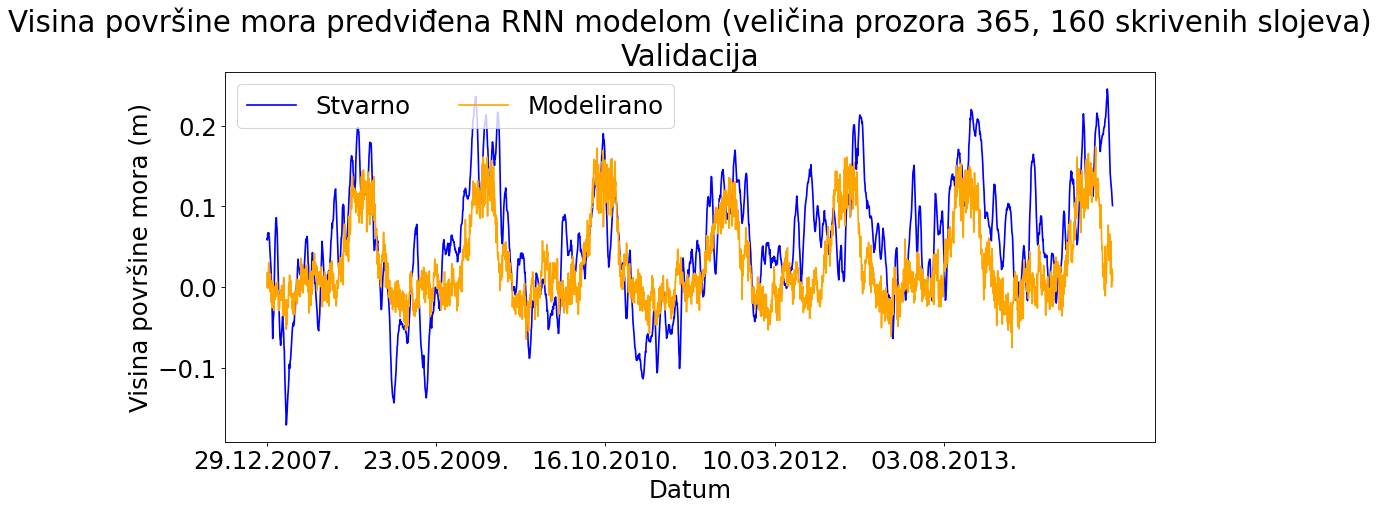 Visina površine mora predviđena RNN modelom (veličina prozora 365, 160 skrivenih slojeva)
Validacija
Stvarno
Modelirano
Visina površine mora (m)
0.2
0.1
0.0
−0.1
29.12.2007.
23.05.2009.
16.10.2010.
10.03.2012.
03.08.2013.
Datum